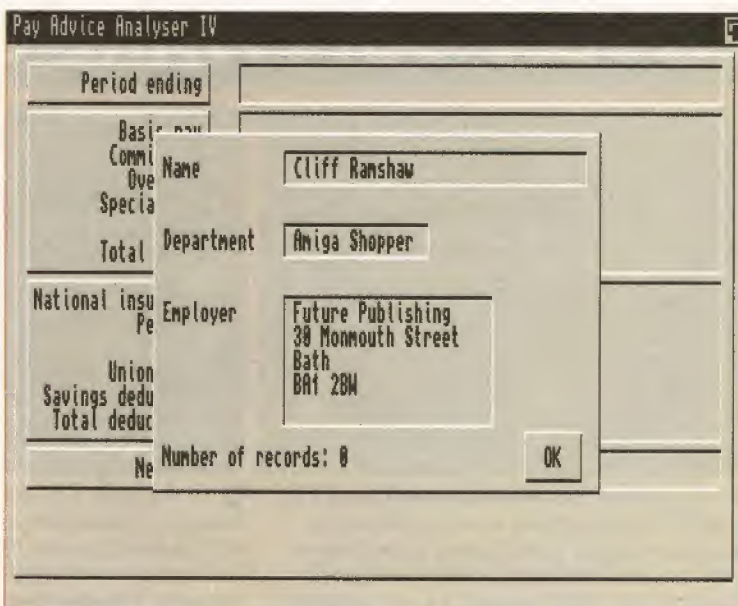 Pay Advice Analyser IV
Period ending
Basic pay
Commi
Ove
Specia
Total
National insu
Pe
Union
Savings dedu
Total deduc
Ne
Name
Cliff Ramshaw
Department
Amiga Shopper
Employer
Future Publishing
30 Monmouth Street
Bath
BA1 2BW
Number of records: 0
OK